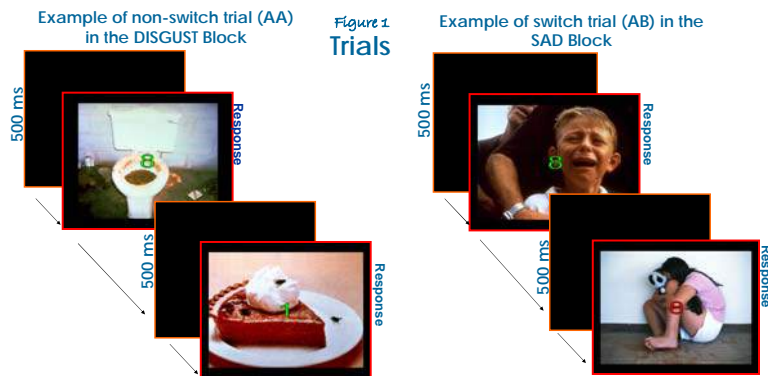 Example of non-switch trial (AA)
in the DISGUST Block
Figure 1
Trials
Example of switch trial (AB) in the
SAD Block
500 ms
8
Response
500 ms
1
Response
500 ms
8
Response
500 ms
8
Response